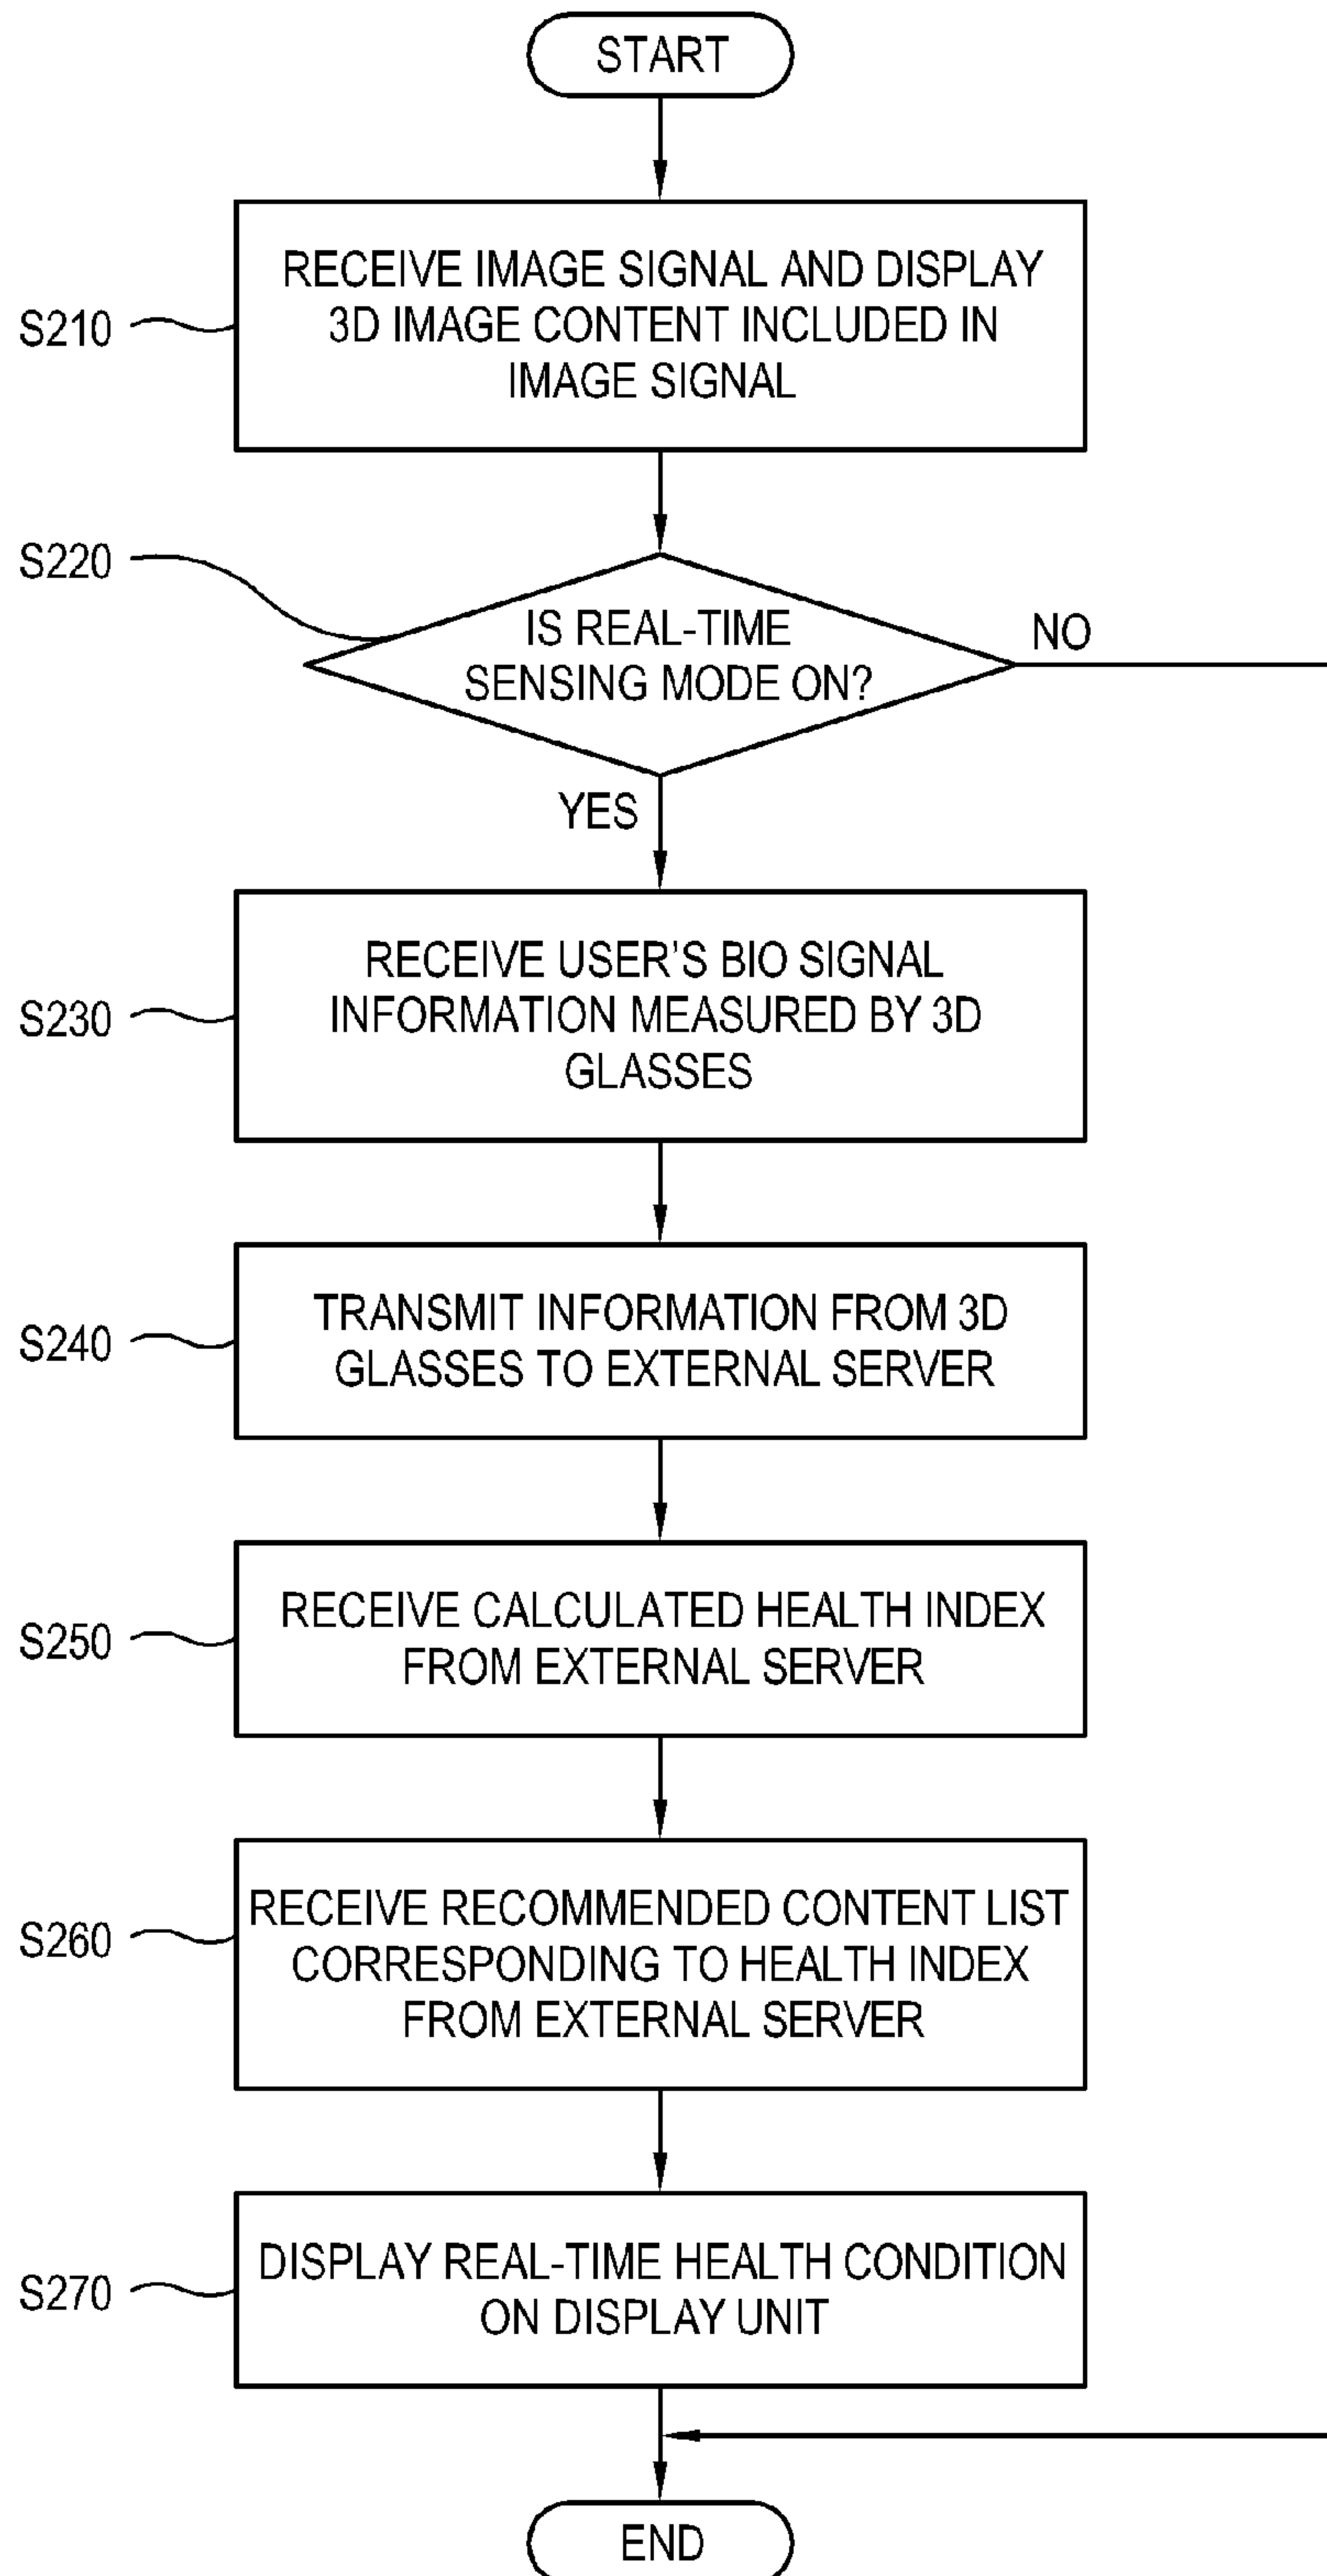 START
S210
RECEIVE IMAGE SIGNAL AND DISPLAY
3D IMAGE CONTENT INCLUDED IN
IMAGE SIGNAL
S220
IS REAL-TIME
SENSING MODE ON?
NO
YES
S230
RECEIVE USER'S BIO SIGNAL
INFORMATION MEASURED BY 3D
GLASSES
S240
TRANSMIT INFORMATION FROM 3D
GLASSES TO EXTERNAL SERVER
S250
RECEIVE CALCULATED HEALTH INDEX
FROM EXTERNAL SERVER
S260
RECEIVE RECOMMENDED CONTENT LIST
CORRESPONDING TO HEALTH INDEX
FROM EXTERNAL SERVER
S270
DISPLAY REAL-TIME HEALTH CONDITION
ON DISPLAY UNIT
END